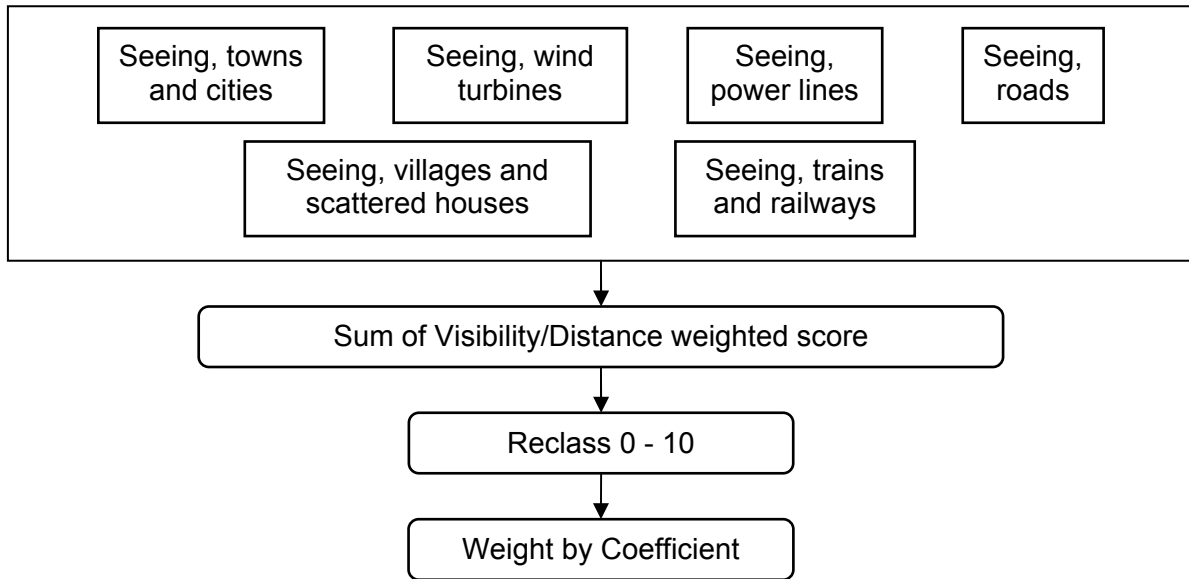 Seeing, towns
and cities
Seeing, wind
turbines
Seeing,
power lines
Seeing,
roads
Seeing, villages and
scattered houses
Seeing, trains
and railways
Sum of Visibility/Distance weighted score
Reclass 0 - 10
Weight by Coefficient